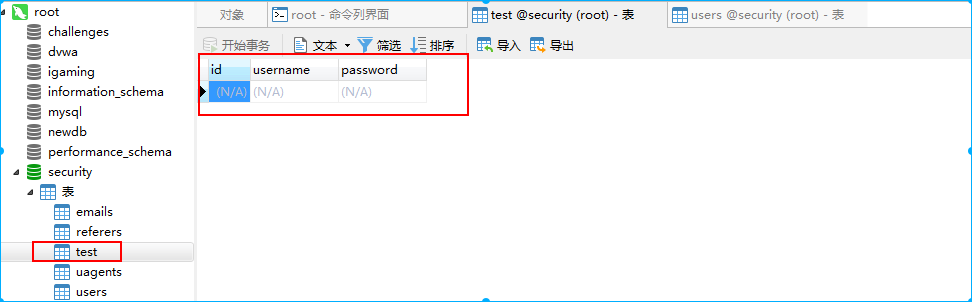 root
challenges
dvwa
igaming
information_schema
mysql
newdb
performance_schema
security
表
emails
referers
test
uagents
users
对象
root - 命令列界面
test @security (root) - 表
users @security (root) - 表
开始事务
文本
筛选
排序
导入
导出
id username password
(N/A) (N/A) (N/A)